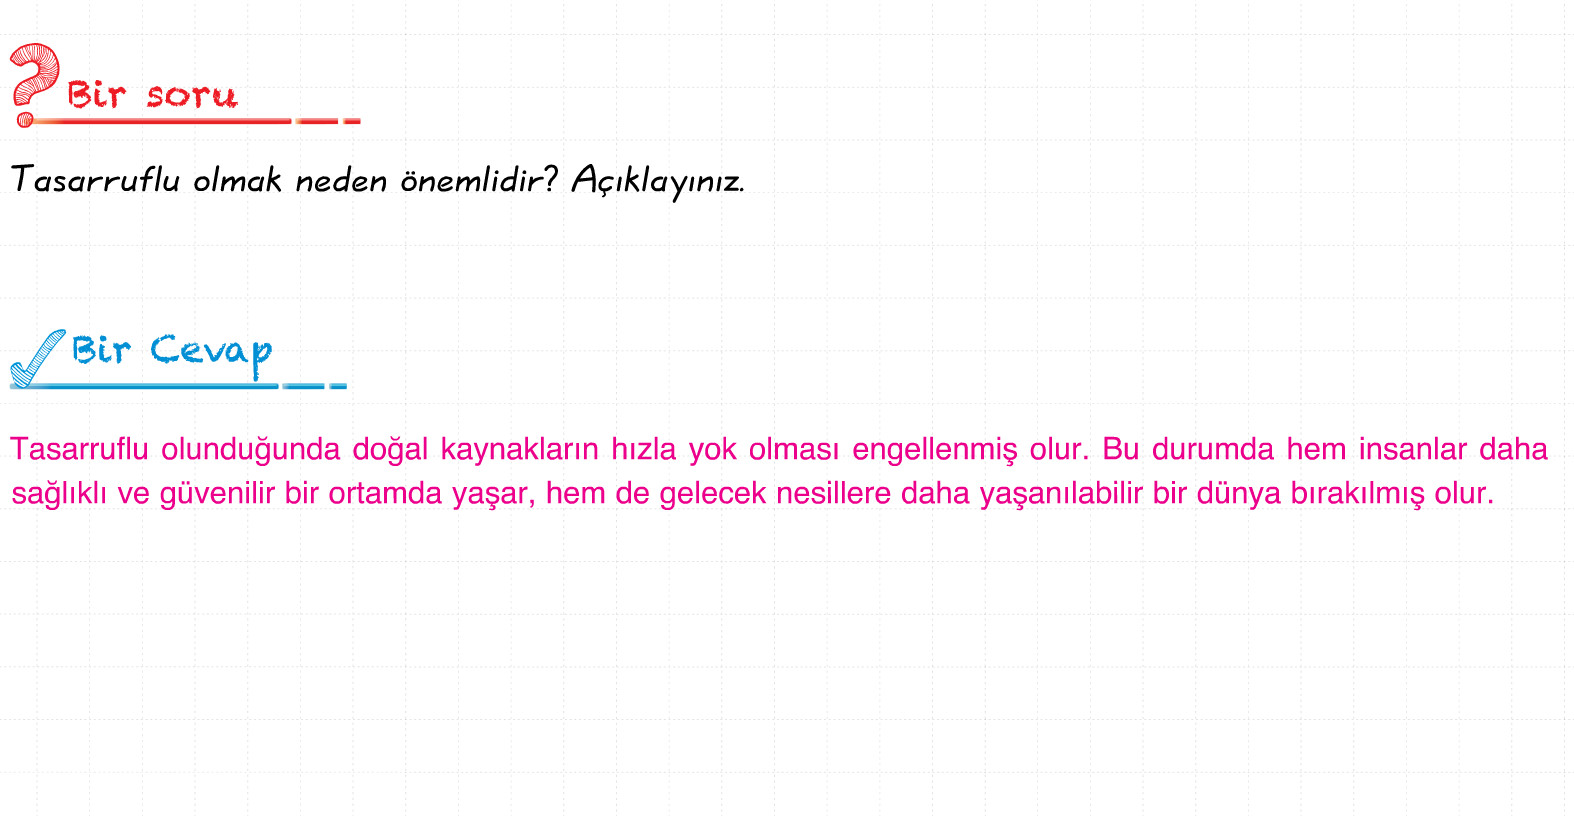 Bir soru
Tasarruflu olmak neden önemlidir? Açıklayınız.
Bir Cevap
Tasarruflu olunduğunda doğal kaynakların hızla yok olması engellenmiş olur. Bu durumda hem insanlar daha
sağlıklı ve güvenilir bir ortamda yaşar, hem de gelecek nesillere daha yaşanılabilir bir dünya bırakılmış olur.